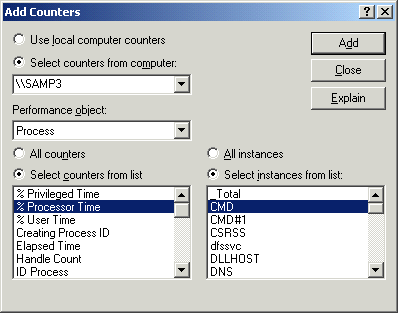 Add Counters
Use local computer counters
Select counters from computer:
\\SAMP3
Performance object:
Process
All counters
Select counters from list
% Privileged Time
% Processor Time
% User Time
Creating Process ID
Elapsed Time
Handle Count
ID Process
All instances
Select instances from list:
_Total
CMD
CMD#1
CSRSS
dfssvc
DLLHOST
DNS
Add
Close
Explain